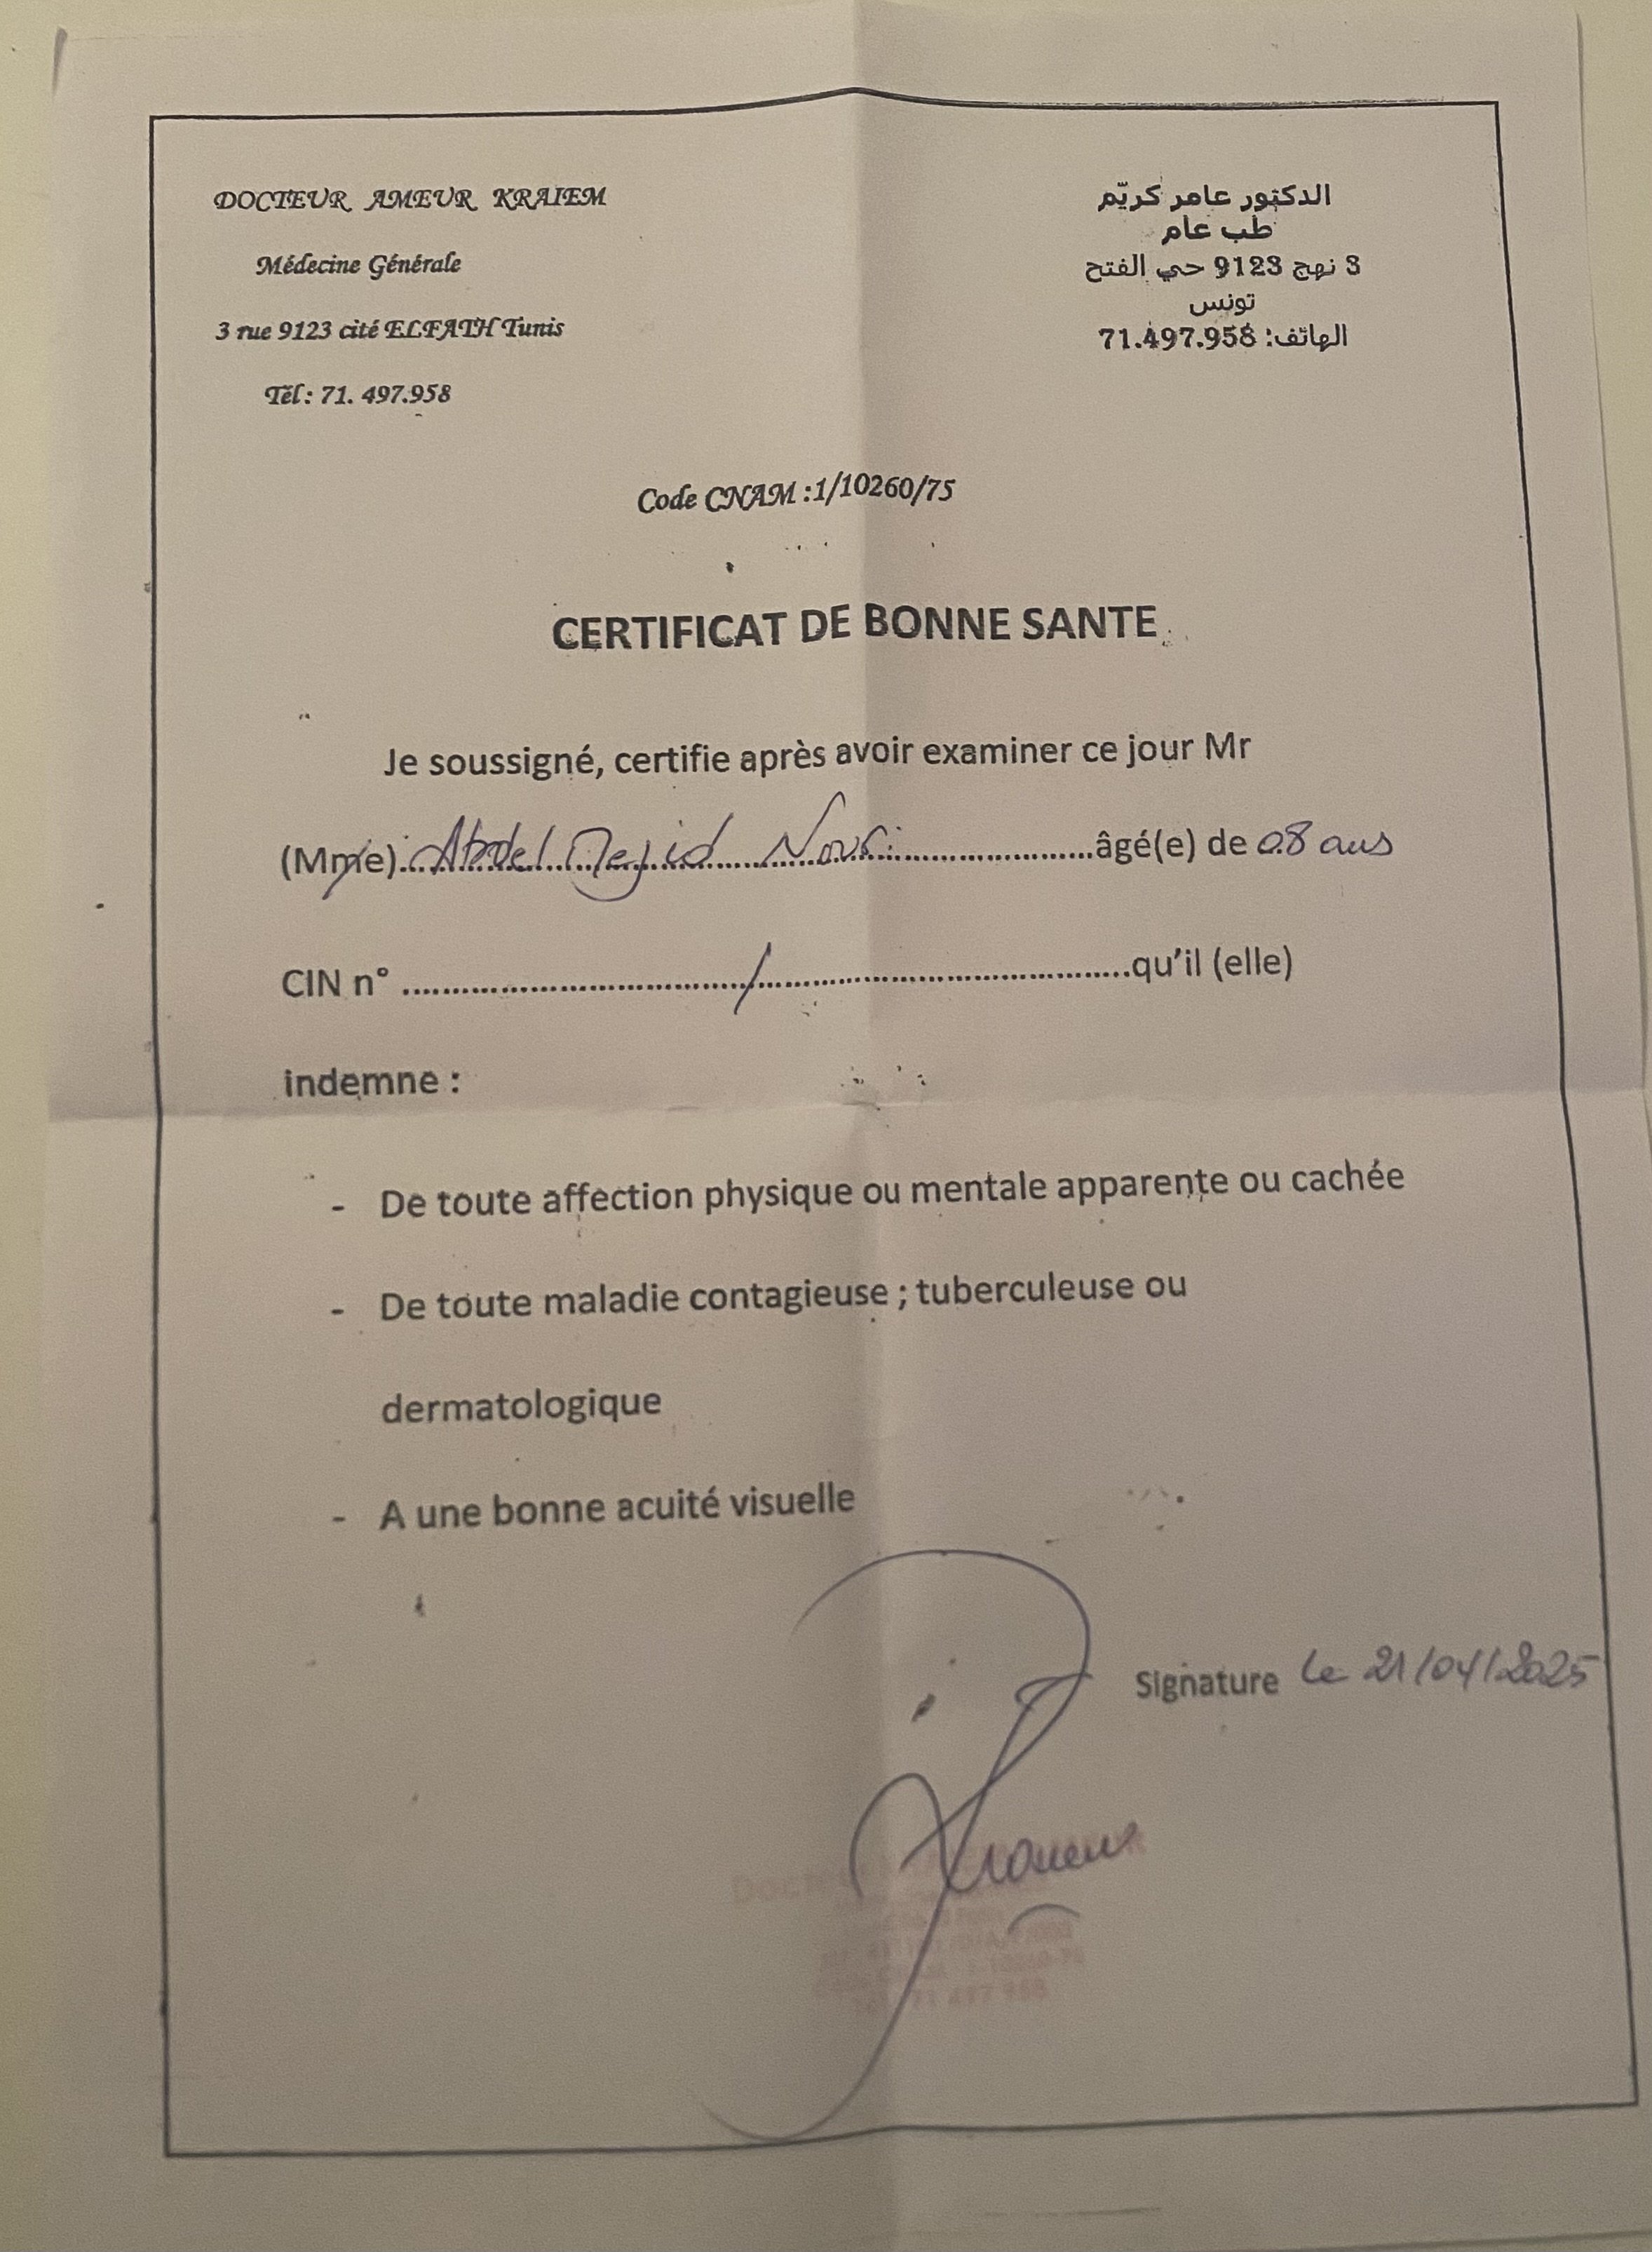 DOCTEUR AMEUR KRAIEM
Médecine Générale
3 rue 9123 cité ELFATH Tunis
Tél : 71. 497.958
الدكتور عامر كريّم
طب عام
3 نهج 9123 حي الفتح
تونس
الهاتف: 71.497.958
Code CNAM :1/10260/75
CERTIFICAT DE BONNE SANTE
Je soussigné, certifie après avoir examiner ce jour Mr
(Mme) Abdel Mejid Nouri âgé(e) de 08 ans
CIN n° ........../..........qu'il (elle)
indemne :
- De toute affection physique ou mentale apparente ou cachée
- De toute maladie contagieuse ; tuberculeuse ou
dermatologique
- A une bonne acuité visuelle
Signature le 21/04/2025